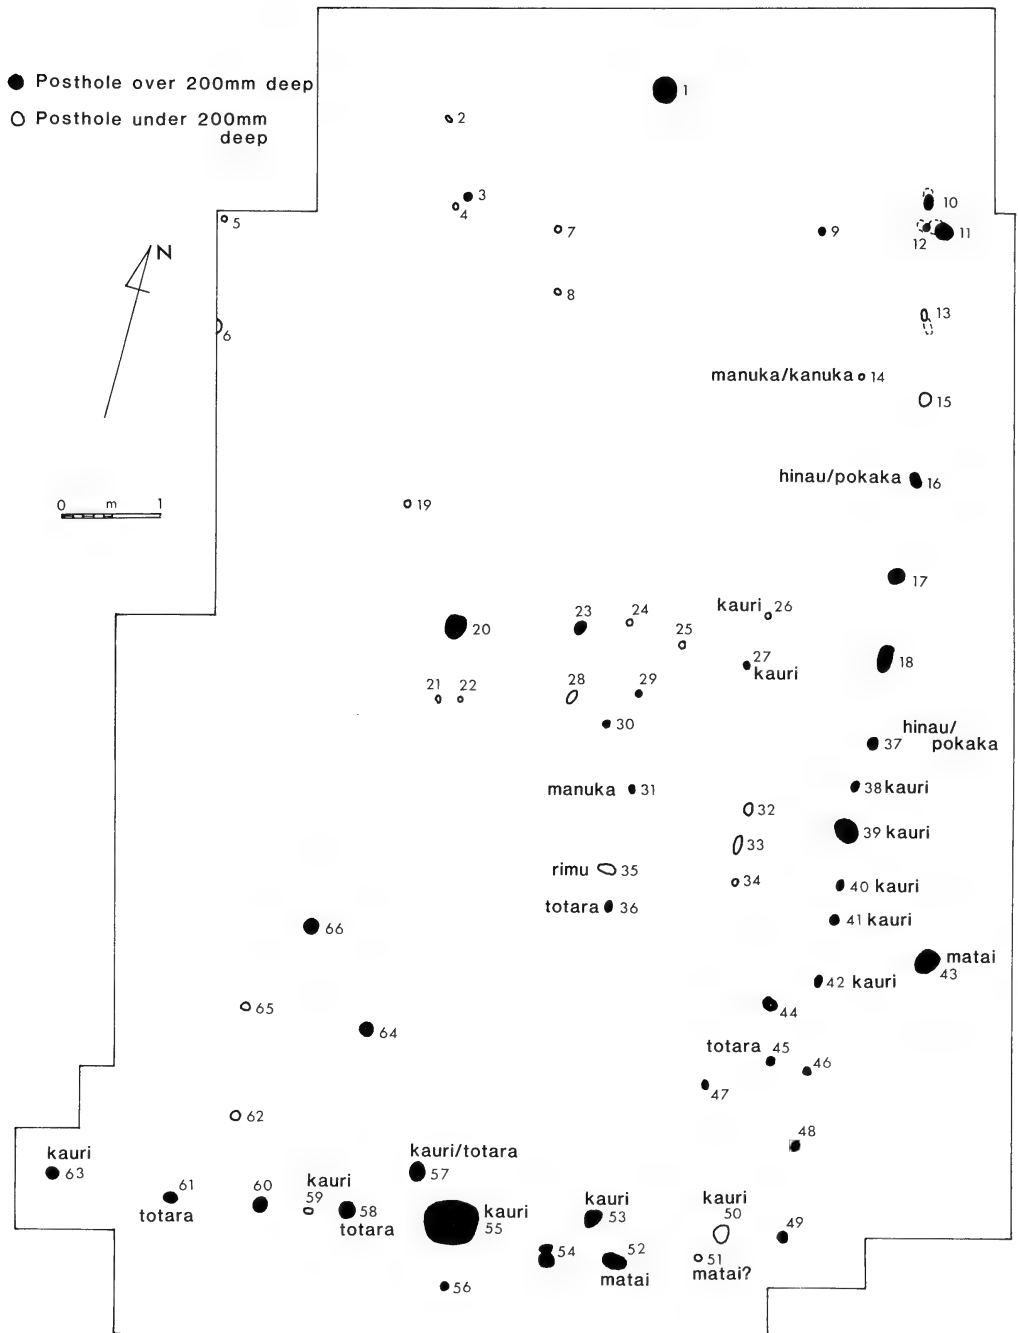 Posthole over 200mm deep
Posthole under 200mm
deep
1
2
3
4
5
6
7
8
9
10
11
12
13
N
manuka/kanuka 14
15
0 m 1
hinau/pokaka 16
17
18
19
20
21
22
23
24
25
kauri 26
27
kauri
28
29
30
manuka 31
32
33
34
rimu 35
totara 36
37 hinau/
pokaka
38 kauri
39 kauri
40 kauri
41 kauri
42 kauri
matai
43
44
totara 45
46
47
48
49
kauri
50
51
matai?
52
matai
kauri
53
54
kauri
55
56
kauri/totara
57
58
totara
kauri
59
60
61
totara
62
kauri
63
64
65
66